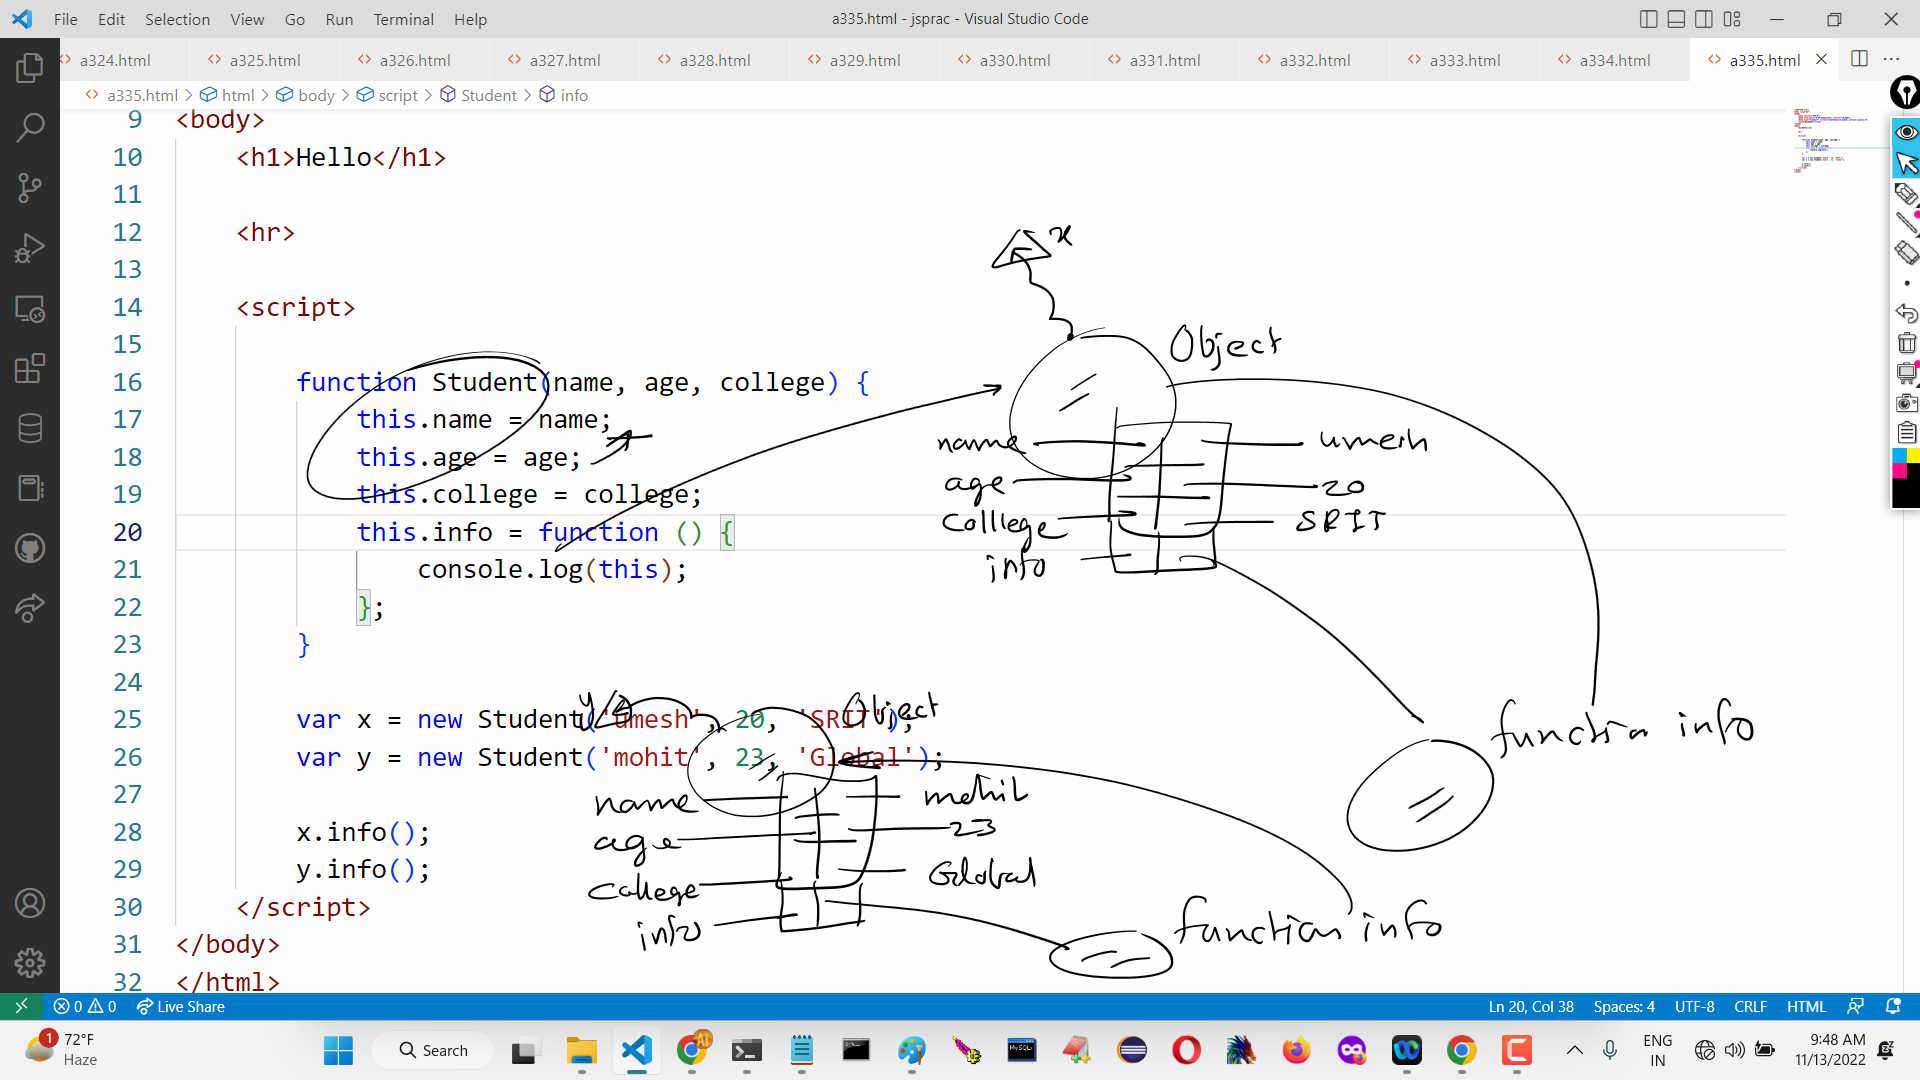 File Edit Selection View Go Run Terminal Help
a335.html - jsprac - Visual Studio Code
a324.html a325.html a326.html a327.html a328.html a329.html a330.html a331.html a332.html a333.html a334.html a335.html
a335.html > html > body > script > Student > info
9 <body>
10 <h1>Hello</h1>
11
12 <hr>
13
14 <script>
15
16 function Student(name, age, college) {
17 this.name = name;
18 this.age = age;
19 this.college = college;
20 this.info = function () {
21 console.log(this);
22 };
23 }
24
25 var x = new Student('umesh', 20, 'SRIT');
26 var y = new Student('mohit', 23, 'Global');
27
28 x.info();
29 y.info();
30 </script>
31 </body>
32 </html>
x
Object
name umesh
age 20
College SRIT
info
function info
y
Object
name mohit
age 23
College Global
info
function info
0 0 Live Share
Ln 20, Col 38 Spaces: 4 UTF-8 CRLF HTML
1
72°F
Haze
Search
AI
MySQL
ENG
IN
9:48 AM
11/13/2022